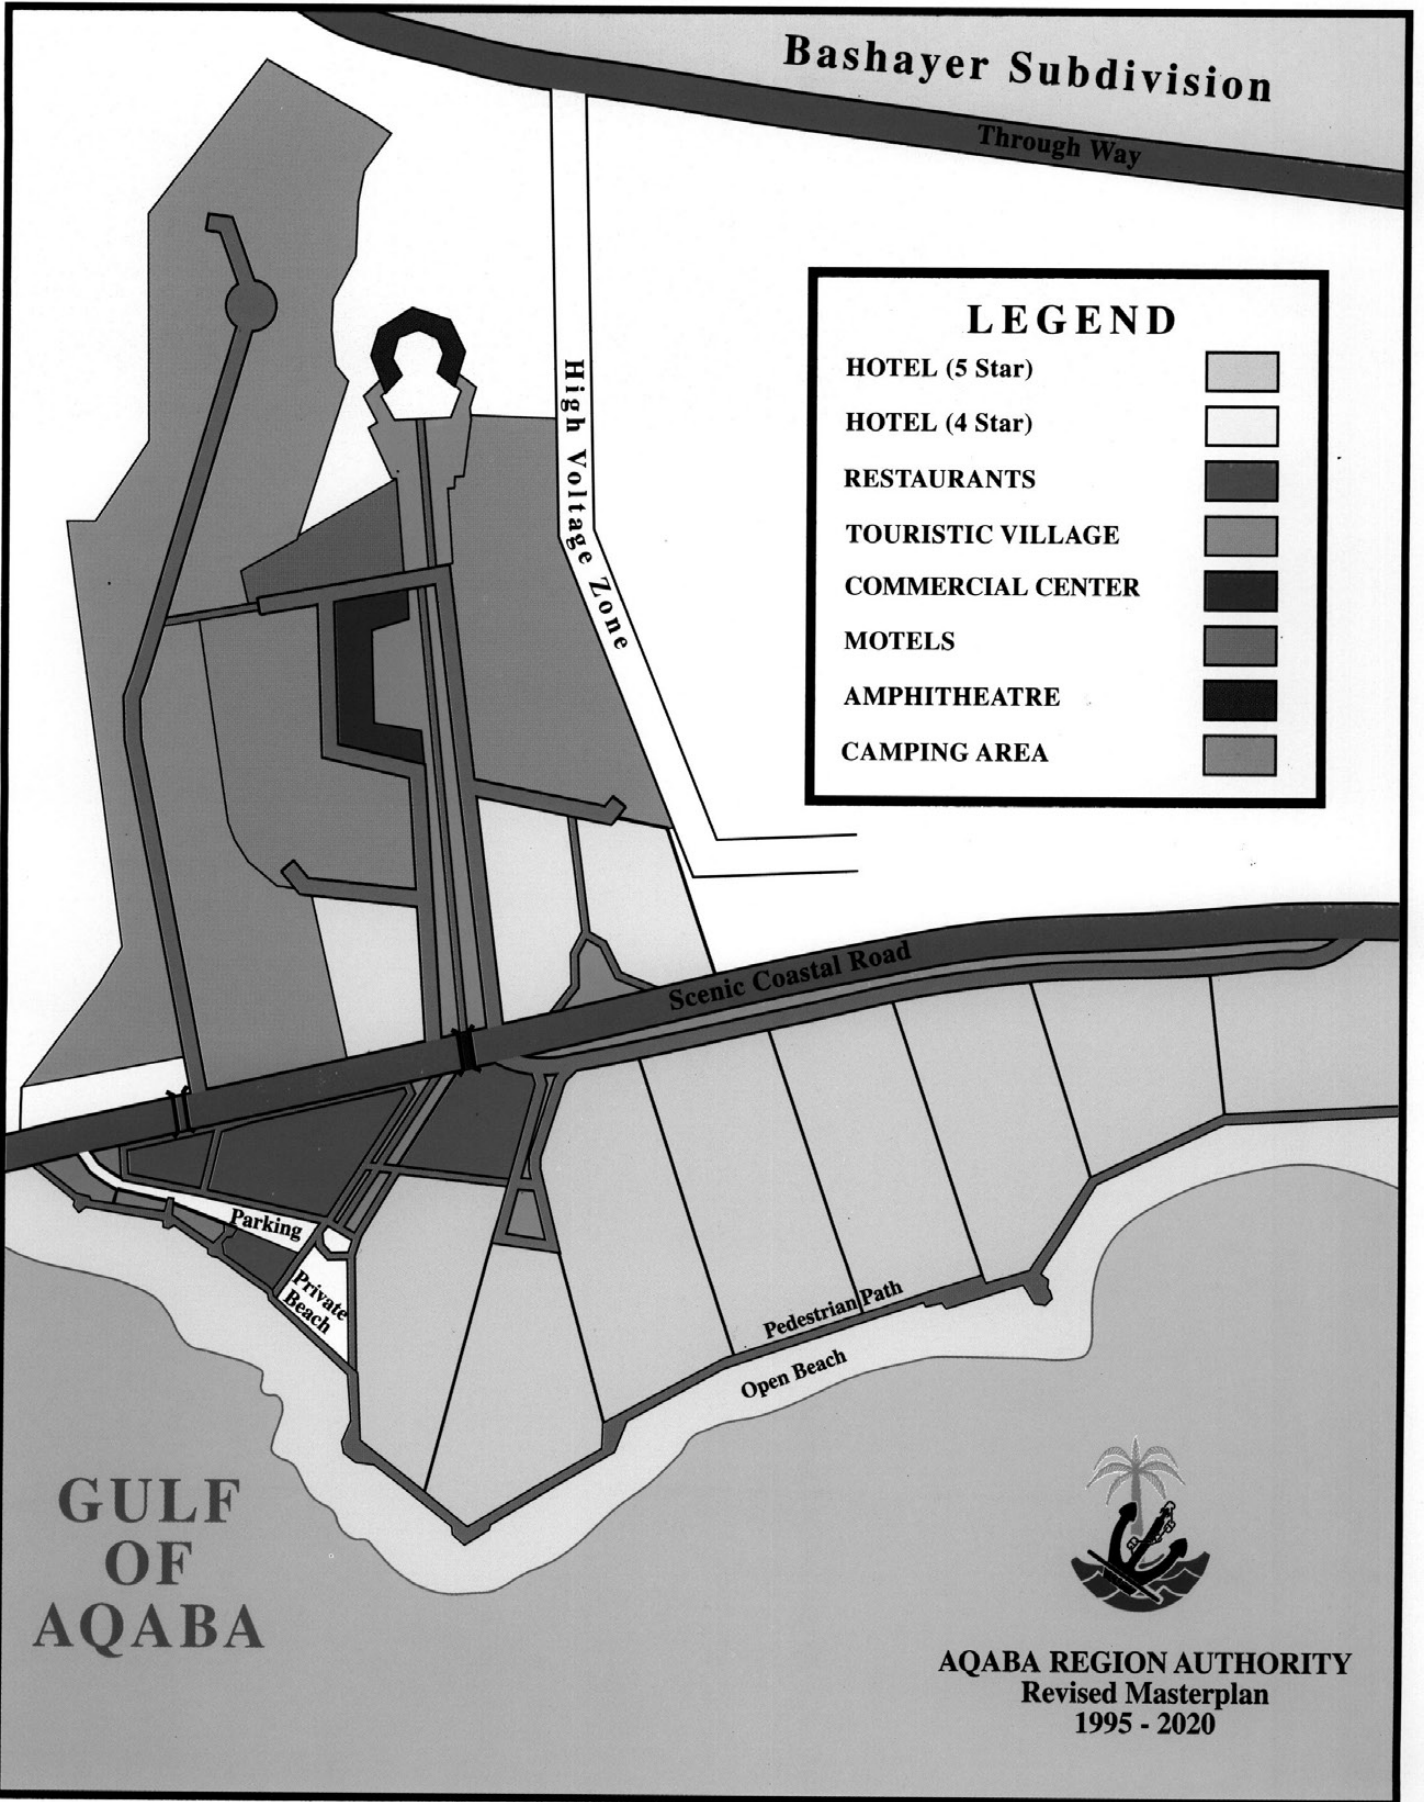 Bashayer Subdivision
Through Way
High Voltage Zone
LEGEND
HOTEL (5 Star)
HOTEL (4 Star)
RESTAURANTS
TOURISTIC VILLAGE
COMMERCIAL CENTER
MOTELS
AMPHITHEATRE
CAMPING AREA
Scenic Coastal Road
Parking
Private
Beach
Pedestrian Path
Open Beach
GULF
OF
AQABA
AQABA REGION AUTHORITY
Revised Masterplan
1995 - 2020